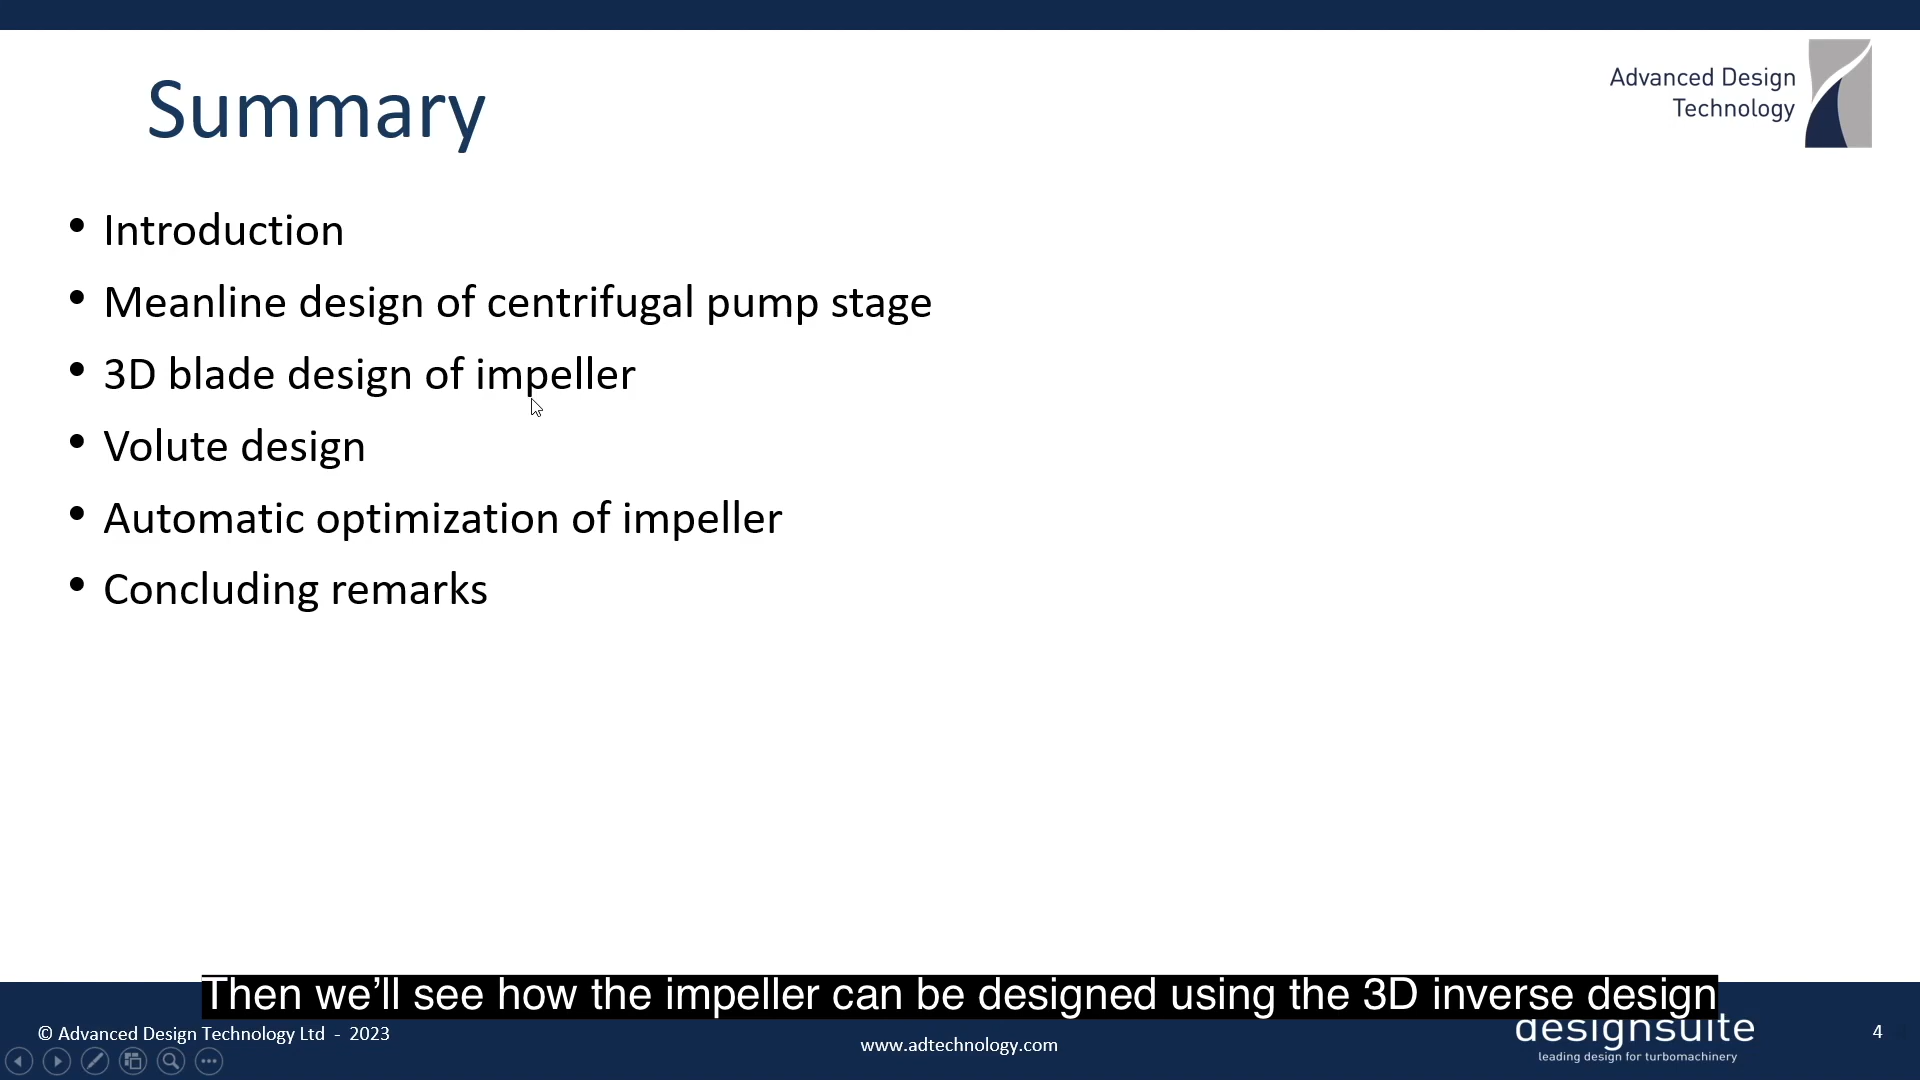 Summary
Advanced Design
Technology
• Introduction
• Meanline design of centrifugal pump stage
• 3D blade design of impeller
• Volute design
• Automatic optimization of impeller
• Concluding remarks
Then we’ll see how the impeller can be designed using the 3D inverse design
© Advanced Design Technology Ltd - 2023
www.adtechnology.com
designsuite
leading design for turbomachinery
4